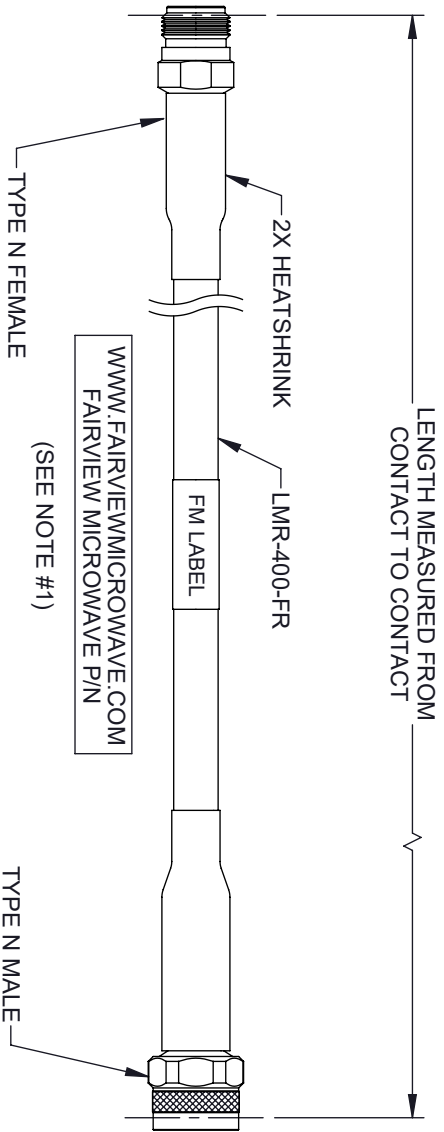 LENGTH MEASURED FROM
CONTACT TO CONTACT
2X HEATSHRINK
LMR-400-FR
FM LABEL
TYPE N FEMALE
WWW.FAIRVIEWMICROWAVE.COM
FAIRVIEW MICROWAVE P/N
(SEE NOTE #1)
TYPE N MALE